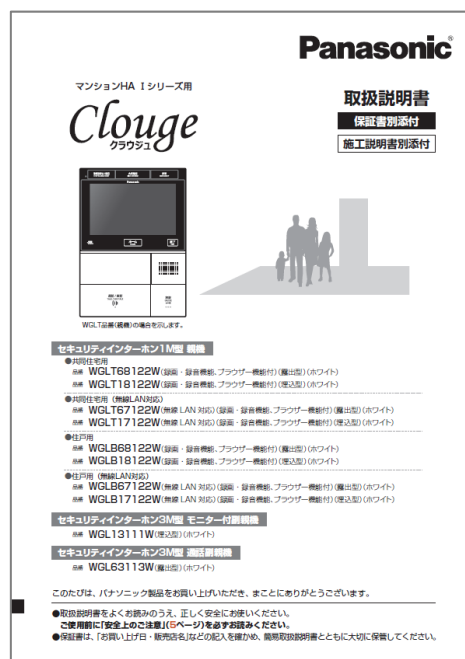 Panasonic®
マンションHA Iシリーズ用
Clouge
クラウジュ
取扱説明書
保証書別添付
施工説明書別添付
Panasonic
WGLT品番(親機)の場合を示します。
セキュリティインターホン1M型 親機
●共同住宅用
品番 WGLT68122W(録画・録音機能、ブラウザー機能付)(露出型)(ホワイト)
品番 WGLT18122W(録画・録音機能、ブラウザー機能付)(埋込型)(ホワイト)
●共同住宅用(無線LAN対応)
品番 WGLT67122W(無線 LAN 対応)(録画・録音機能、ブラウザー機能付)(露出型)(ホワイト)
品番 WGLT17122W(無線 LAN 対応)(録画・録音機能、ブラウザー機能付)(埋込型)(ホワイト)
●住戸用
品番 WGLB68122W(録画・録音機能、ブラウザー機能付)(露出型)(ホワイト)
品番 WGLB18122W(録画・録音機能、ブラウザー機能付)(埋込型)(ホワイト)
●住戸用(無線LAN対応)
品番 WGLB67122W(無線 LAN 対応)(録画・録音機能、ブラウザー機能付)(露出型)(ホワイト)
品番 WGLB17122W(無線 LAN 対応)(録画・録音機能、ブラウザー機能付)(埋込型)(ホワイト)
セキュリティインターホン3M型 モニター付副親機
品番 WGL13111W(埋込型)(ホワイト)
セキュリティインターホン3M型 通話副親機
品番 WGL63113W(露出型)(ホワイト)
このたびは、パナソニック製品をお買い上げいただき、まことにありがとうございます。
●取扱説明書をよくお読みのうえ、正しく安全にお使いください。
ご使用前に「安全上のご注意」(5ページ)を必ずお読みください。
●保証書は、「お買い上げ日・販売店名」などの記入を確かめ、簡易取扱説明書とともに大切に保管してください。